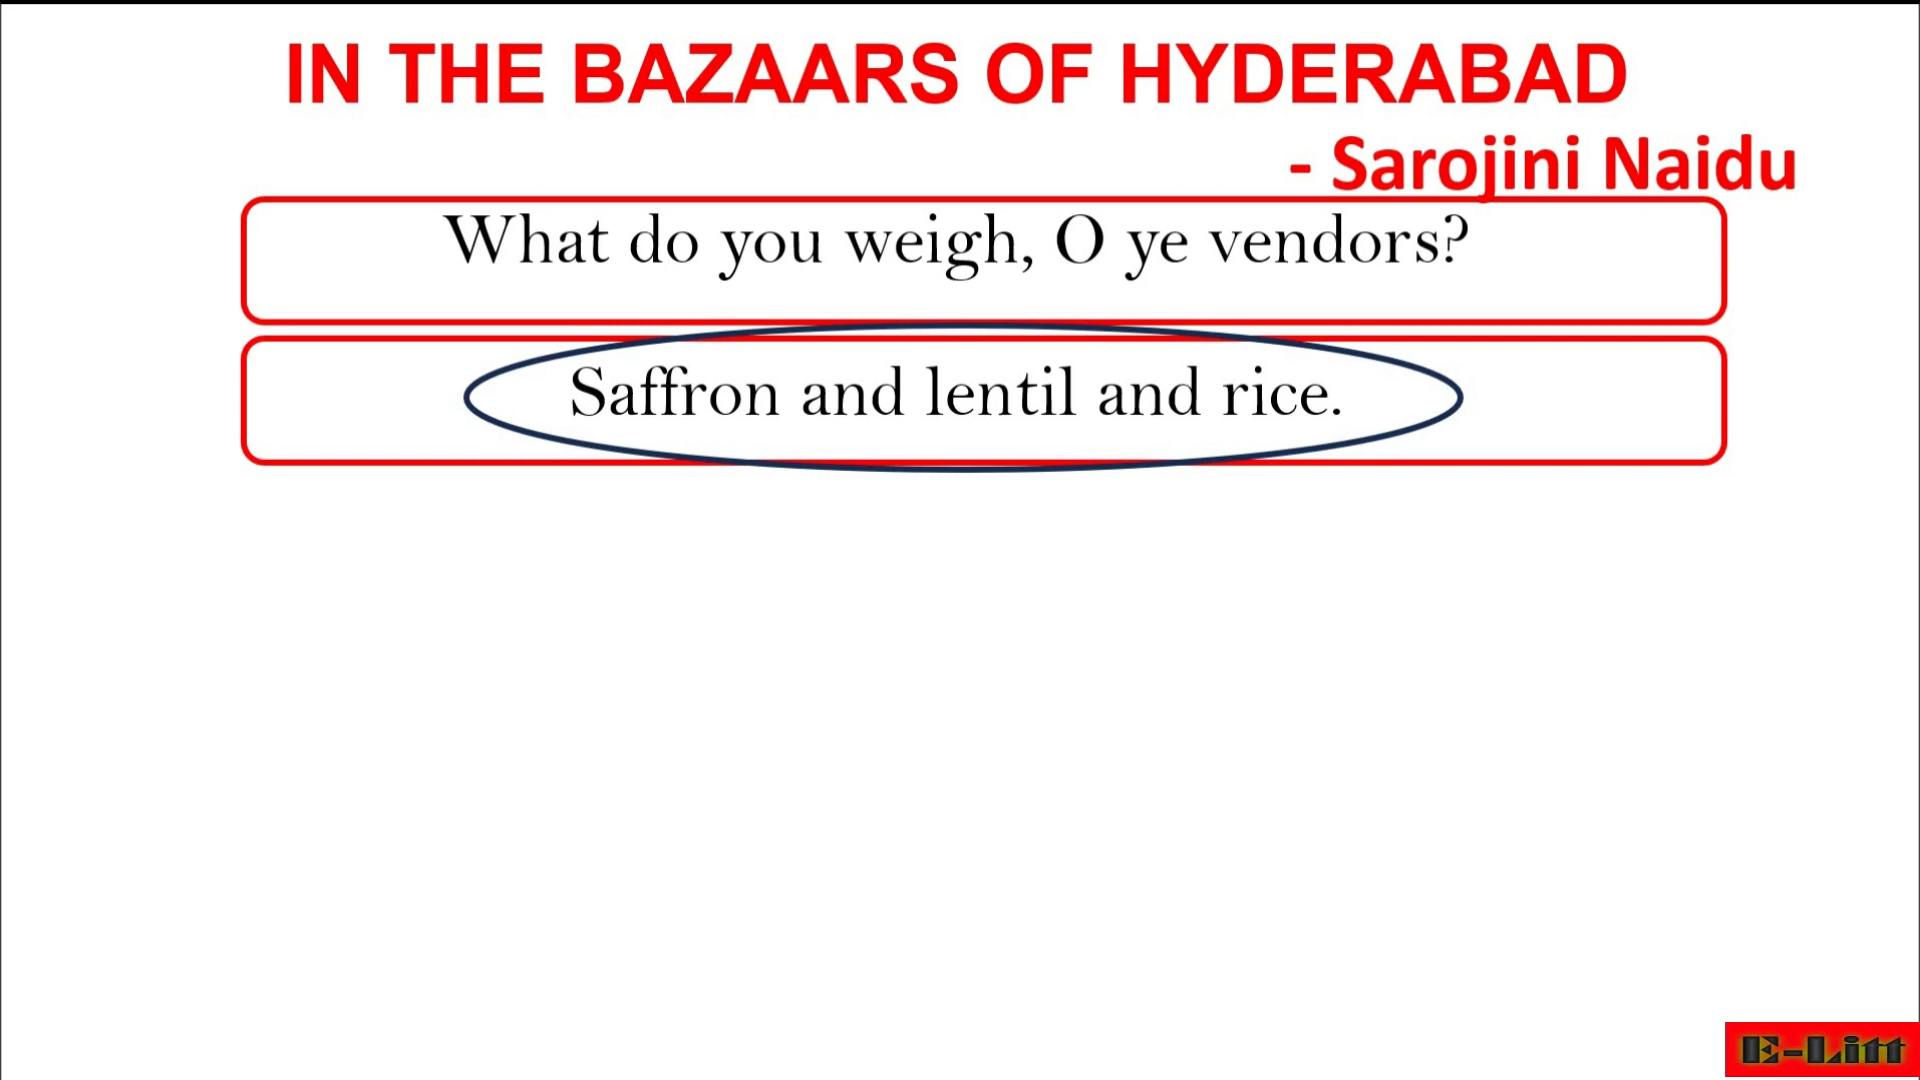 IN THE BAZAARS OF HYDERABAD
- Sarojini Naidu
What do you weigh, O ye vendors?
Saffron and lentil and rice.
E-Litt